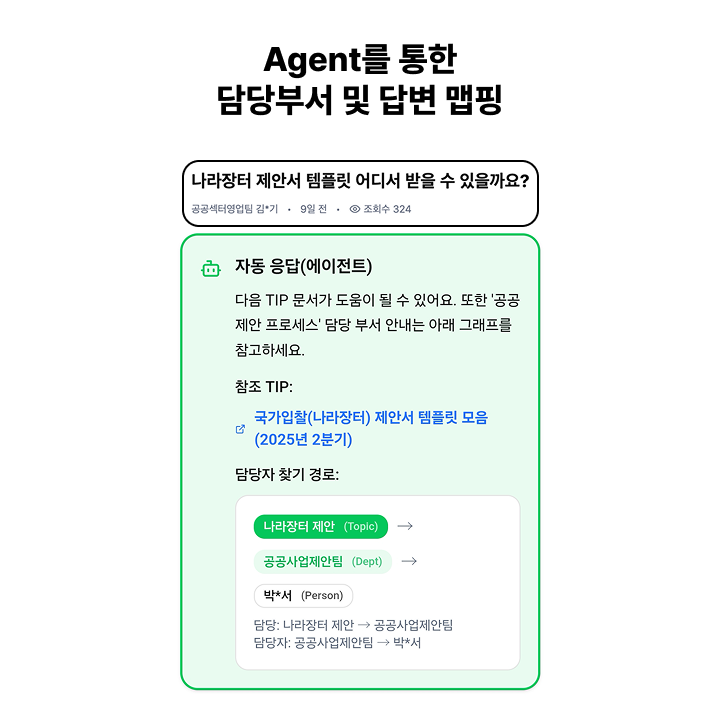 Agent를 통한
담당부서 및 답변 맵핑
나라장터 제안서 템플릿 어디서 받을 수 있을까요?
공공섹터영업팀 김*기 • 9일 전 • 조회수 324
자동 응답(에이전트)
다음 TIP 문서가 도움이 될 수 있어요. 또한 '공공
제안 프로세스' 담당 부서 안내는 아래 그래프를
참고하세요.
참조 TIP:
국가입찰(나라장터) 제안서 템플릿 모음
(2025년 2분기)
담당자 찾기 경로:
나라장터 제안 (Topic) →
공공사업제안팀 (Dept) →
박*서 (Person)
담당: 나라장터 제안 → 공공사업제안팀
담당자: 공공사업제안팀 → 박*서